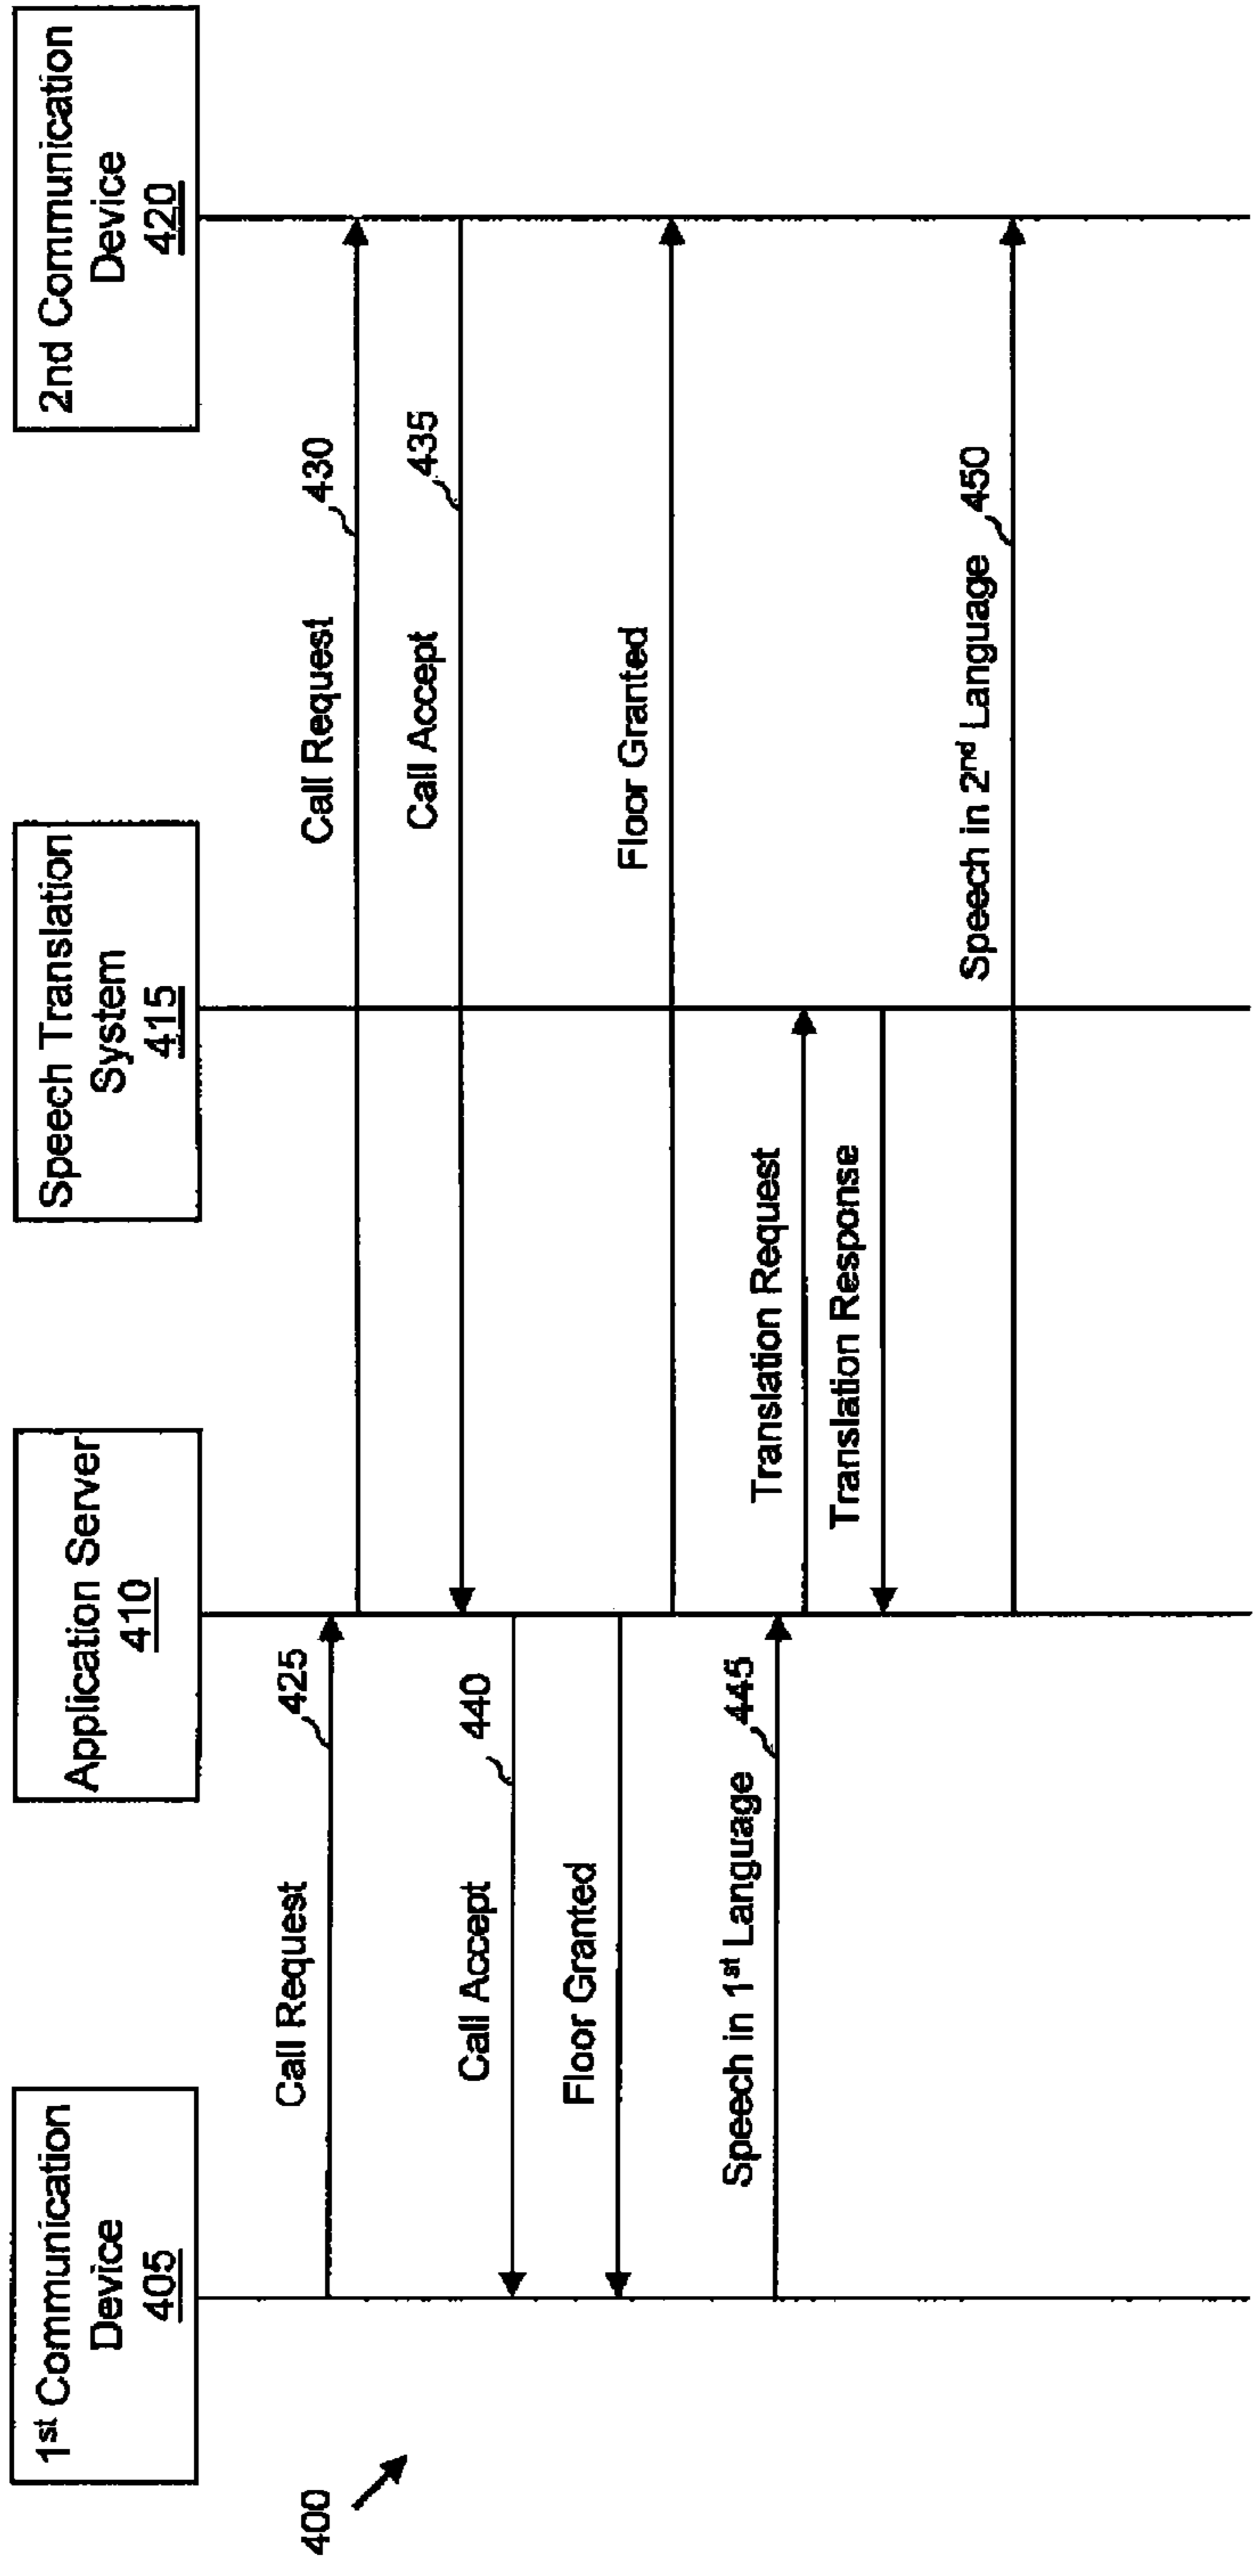 1st Communication
Device
405
Application Server
410
Speech Translation
System
415
2nd Communication
Device
420
Call Request
425
Call Request
430
Call Accept
435
Call Accept
440
Floor Granted
Floor Granted
Speech in 1st Language
445
Translation Request
Translation Response
Speech in 2nd Language
450
400